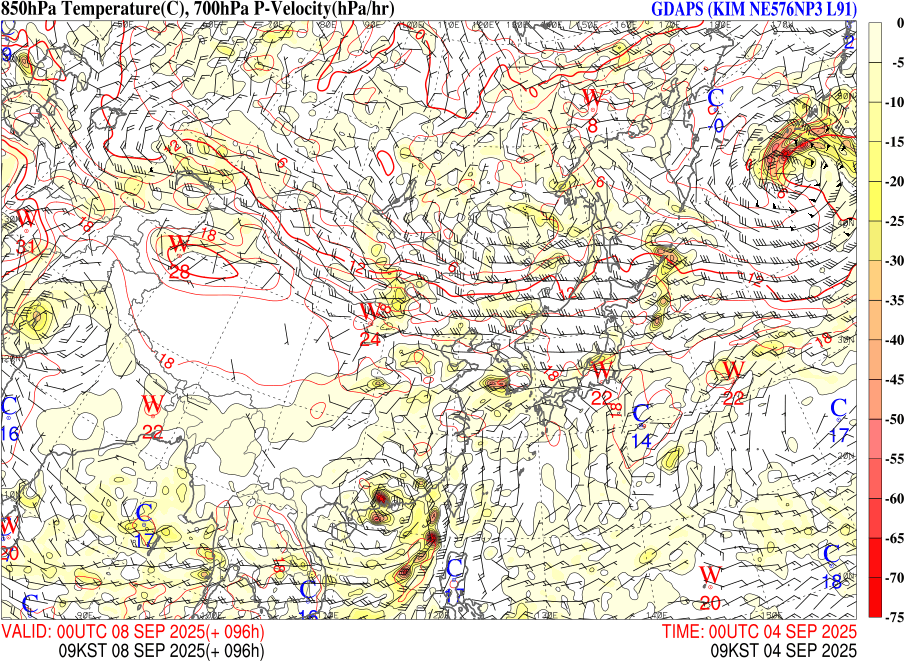 850hPa Temperature(C), 700hPa P-Velocity(hPa/hr)
GDAPS (KIM NE576NP3 L91)
0
-5
-10
-15
-20
-25
-30
-35
-40
-45
-50
-55
-60
-65
-70
-75
W
8
C
-0
W
31
W
28
W
24
W
22
C
16
W
22
W
22
C
14
C
17
C
17
W
20
C
18
W
20
C
C
16
C
12
6
18
18
12
6
6
12
12
18
18
18
18
0
VALID: 00UTC 08 SEP 2025(+ 096h)
TIME: 00UTC 04 SEP 2025
09KST 08 SEP 2025(+ 096h)
09KST 04 SEP 2025